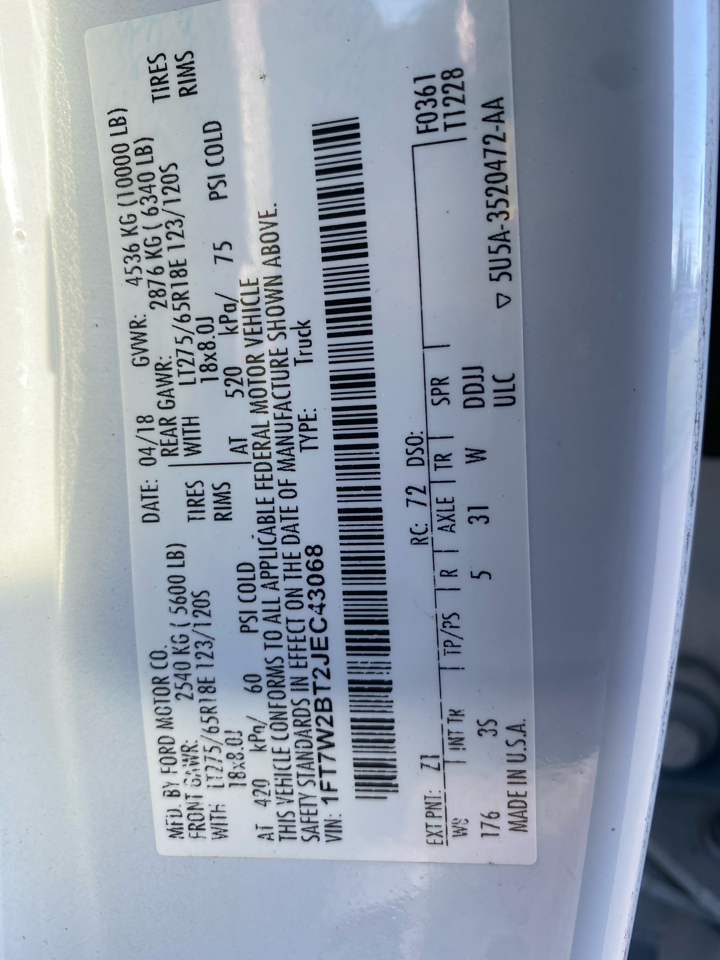 MFD. BY FORD MOTOR CO. DATE: 04/18 GVWR: 4536 KG (10000 LB)
FRONT GAWR: 2540 KG ( 5600 LB) REAR GAWR: 2876 KG ( 6340 LB)
WITH LT275/65R18E 123/120S TIRES WITH LT275/65R18E 123/120S TIRES
18x8.0J RIMS 18x8.0J RIMS
AT 420 kPa/ 60 PSI COLD AT 520 kPa/ 75 PSI COLD
THIS VEHICLE CONFORMS TO ALL APPLICABLE FEDERAL MOTOR VEHICLE
SAFETY STANDARDS IN EFFECT ON THE DATE OF MANUFACTURE SHOWN ABOVE.
VIN: 1FT7W2BT2JEC43068 TYPE: Truck
F0361
T1228
EXT PNT: Z1 RC: 72 DSO:
WB INT TR TP/PS R AXLE TR SPR
176 3S 5 31 W DDJJ
MADE IN U.S.A. ULC ▽ 5U5A-3520472-AA